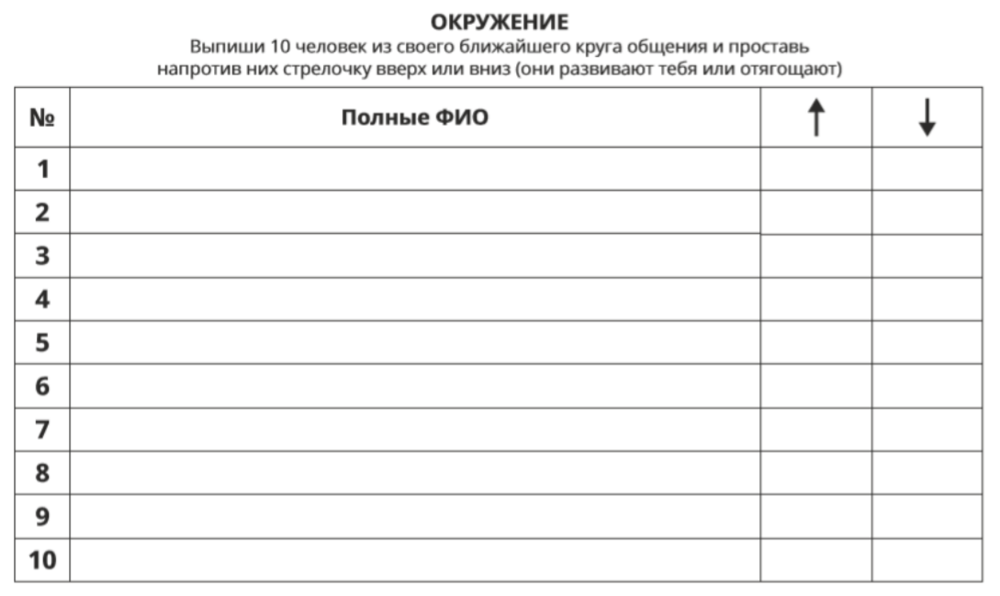 ОКРУЖЕНИЕ
Выпиши 10 человек из своего ближайшего круга общения и проставь
напротив них стрелочку вверх или вниз (они развивают тебя или отягощают)
№ Полные ФИО ↑ ↓
1
2
3
4
5
6
7
8
9
10